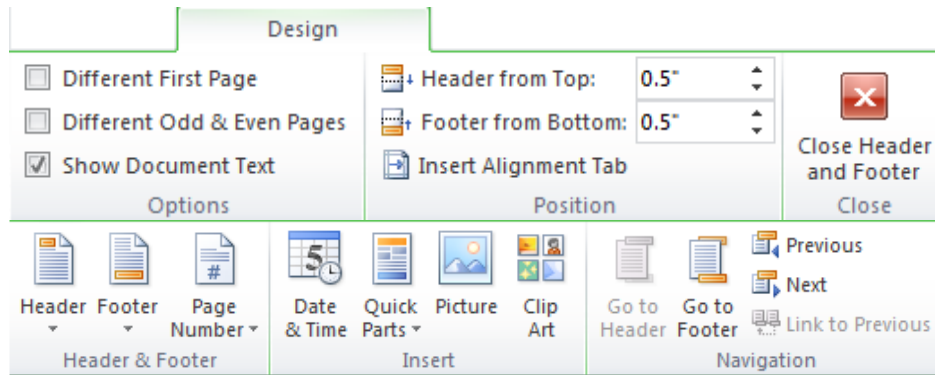 Design
Different First Page
Different Odd & Even Pages
Show Document Text
Options
Header from Top: 0.5"
Footer from Bottom: 0.5"
Insert Alignment Tab
Position
Close Header
and Footer
Close
Header
Footer
Page
Number
Header & Footer
5
Date
& Time
Quick
Parts
Picture
Clip
Art
Insert
Go to
Header
Go to
Footer
Previous
Next
Link to Previous
Navigation